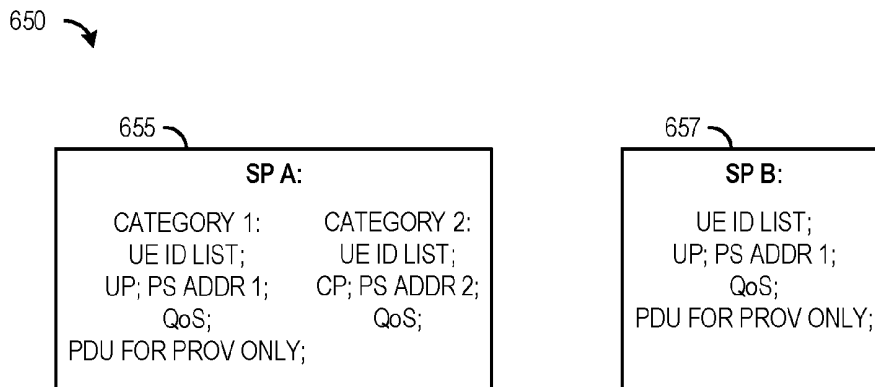 650
655
SP A:
CATEGORY 1:
UE ID LIST;
UP; PS ADDR 1;
QoS;
PDU FOR PROV ONLY;
CATEGORY 2:
UE ID LIST;
CP; PS ADDR 2;
QoS;
657
SP B:
UE ID LIST;
UP; PS ADDR 1;
QoS;
PDU FOR PROV ONLY;